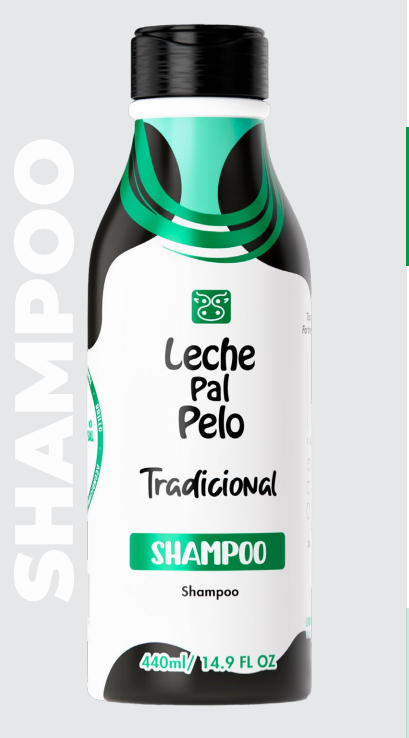 SHAMPOO
Leche
Pal
Pelo
Tradicional
SHAMPOO
Shampoo
440ml/ 14.9 FL OZ